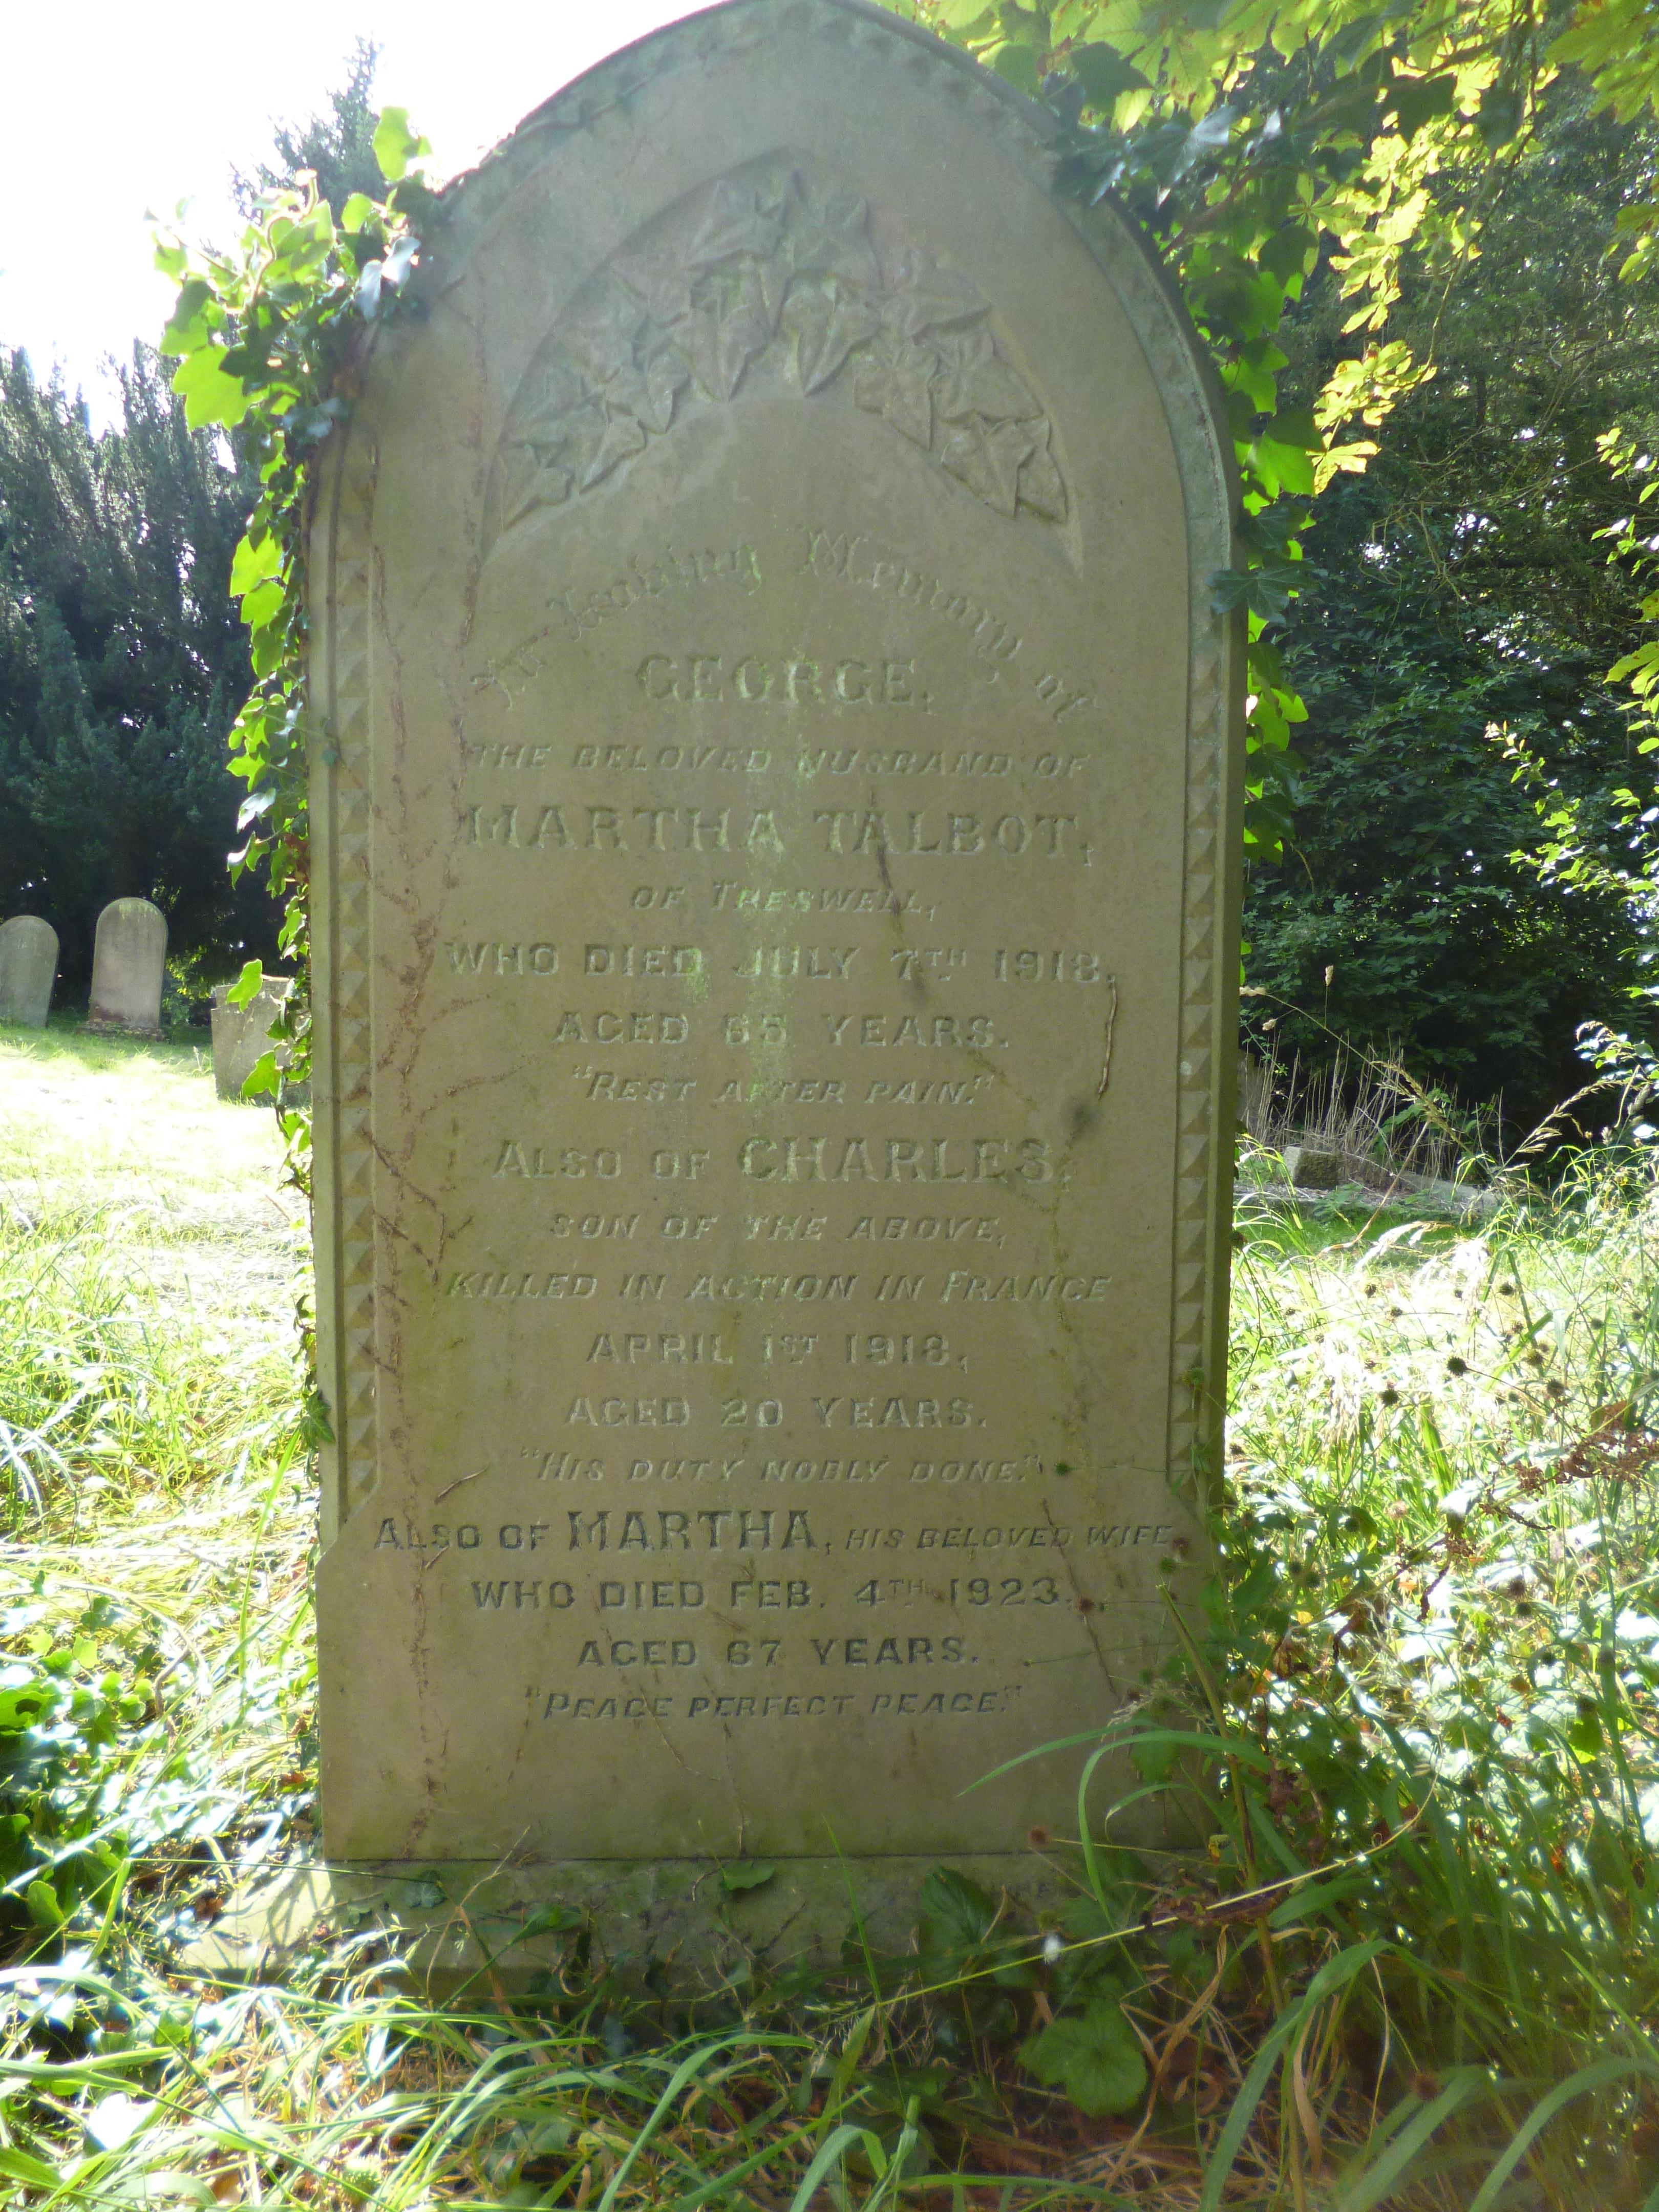 In Loving Memory of
GEORGE,
THE BELOVED HUSBAND OF
MARTHA TALBOT,
OF TRESWELL,
WHO DIED JULY 7TH 1918,
AGED 65 YEARS.
"REST AFTER PAIN."
ALSO OF CHARLES,
SON OF THE ABOVE,
KILLED IN ACTION IN FRANCE
APRIL 1ST 1918,
AGED 20 YEARS.
"HIS DUTY NOBLY DONE."
ALSO OF MARTHA, HIS BELOVED WIFE
WHO DIED FEB. 4TH 1923.
AGED 67 YEARS.
"PEACE PERFECT PEACE."